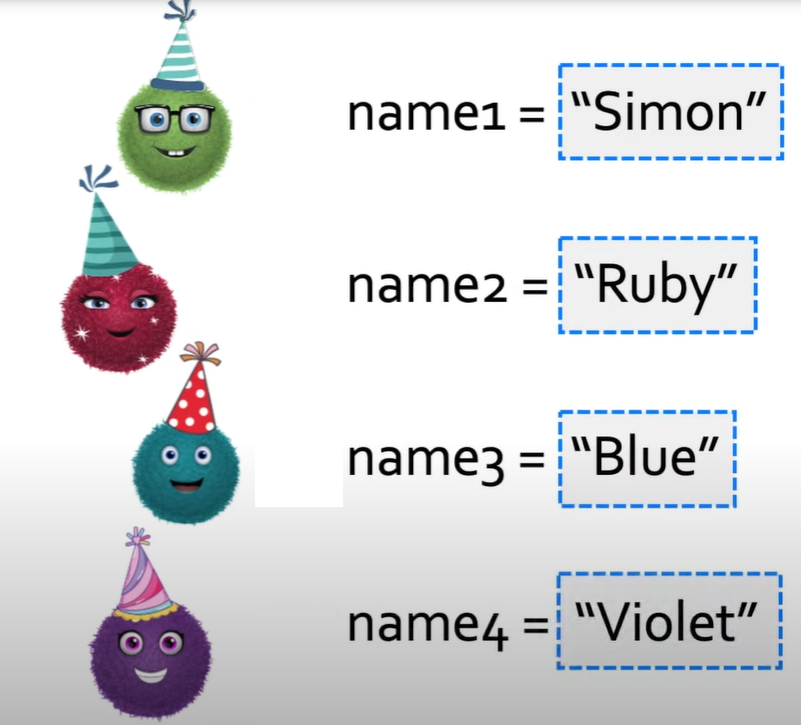 name1 = “Simon”
name2 = “Ruby”
name3 = “Blue”
name4 = “Violet”